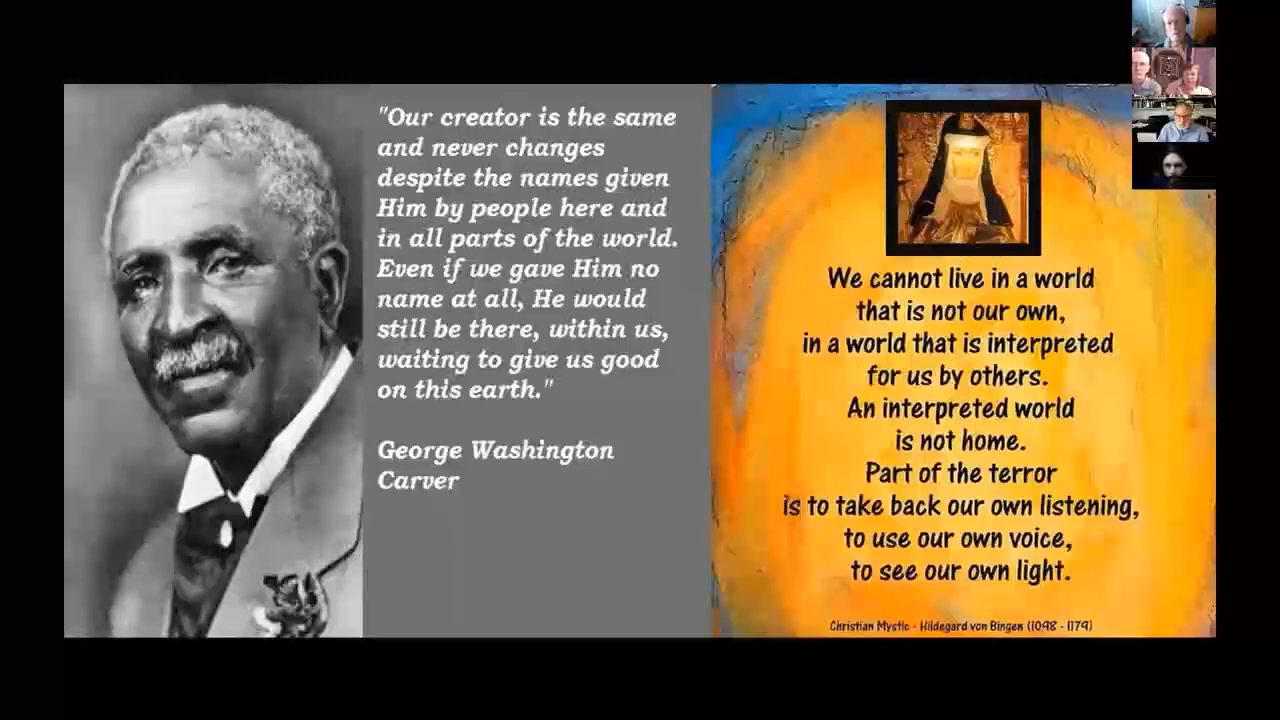 "Our creator is the same
and never changes
despite the names given
Him by people here and
in all parts of the world.
Even if we gave Him no
name at all, He would
still be there, within us,
waiting to give us good
on this earth."
George Washington
Carver
We cannot live in a world
that is not our own,
in a world that is interpreted
for us by others.
An interpreted world
is not home.
Part of the terror
is to take back our own listening,
to use our own voice,
to see our own light.
Christian Mystic - Hildegard von Bingen (1098 - 1179)